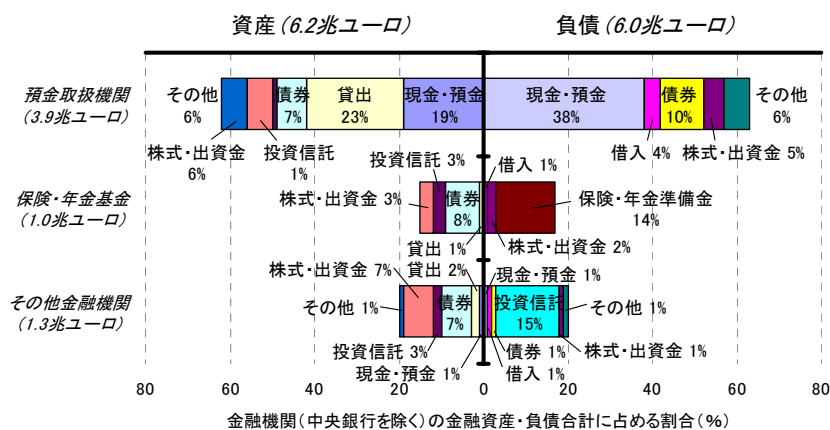 資産(6.2兆ユーロ)
負債(6.0兆ユーロ)
80 60 40 20 0 20 40 60 80
預金取扱機関
(3.9兆ユーロ)
その他
6%
債券
7%
貸出
23%
現金・預金
19%
現金・預金
38%
債券
10%
その他
6%
株式・出資金
6%
投資信託
1%
借入 4%
株式・出資金 5%
保険・年金基金
(1.0兆ユーロ)
投資信託 3%
借入 1%
株式・出資金 3%
債券
8%
保険・年金準備金
14%
貸出 1%
株式・出資金 2%
その他金融機関
(1.3兆ユーロ)
株式・出資金 7%
貸出 2%
現金・預金 1%
その他 1%
債券
7%
投資信託
15%
その他 1%
投資信託 3%
債券 1%
株式・出資金 1%
現金・預金 1%
借入 1%
80 60 40 20 0 20 40 60 80
金融機関(中央銀行を除く)の金融資産・負債合計に占める割合(%)